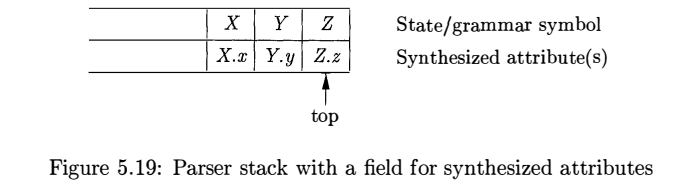 X Y Z State/grammar symbol
X.x Y.y Z.z Synthesized attribute(s)
top
Figure 5.19: Parser stack with a field for synthesized attributes